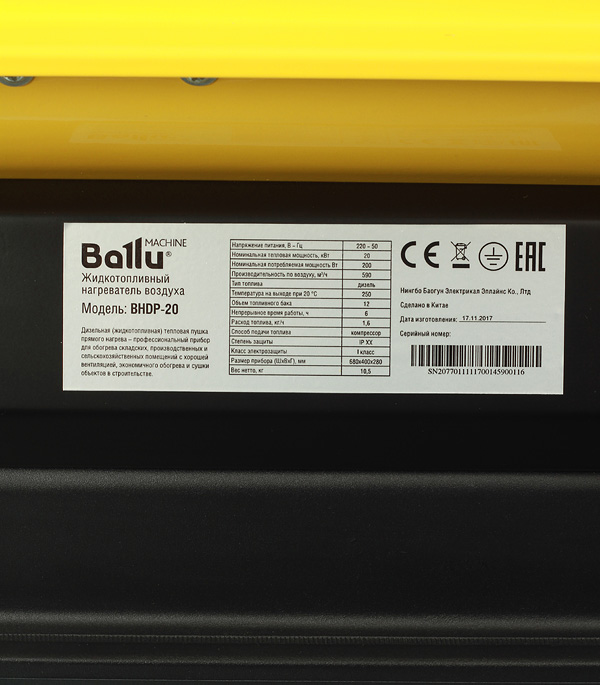 Ballu® MACHINE
Жидкотопливный
нагреватель воздуха
Модель: BHDP-20
Дизельная (жидкотопливная) тепловая пушка
прямого нагрева – профессиональный прибор
для обогрева складских, производственных и
сельскохозяйственных помещений с хорошей
вентиляцией, экономичного обогрева и сушки
объектов в строительстве.
Напряжение питания, В – Гц 220 – 50
Номинальная тепловая мощность, кВт 20
Номинальная потребляемая мощность Вт 200
Производительность по воздуху, м³/ч 590
Тип топлива дизель
Температура на выходе при 20 °С 250
Объем топливного бака 12
Непрерывное время работы, ч 6
Расход топлива, кг/ч 1,6
Способ подачи топлива компрессор
Степень защиты IP XX
Класс электрозащиты I класс
Размер прибора (ШxВxГ), мм 680x400x280
Вес нетто, кг 10,5
CE EAC
Нингбо Баогун Электрикал Эплайнс Ко., Лтд
Сделано в Китае
Дата изготовления: 17.11.2017
Серийный номер:
SN2077011111700145900116